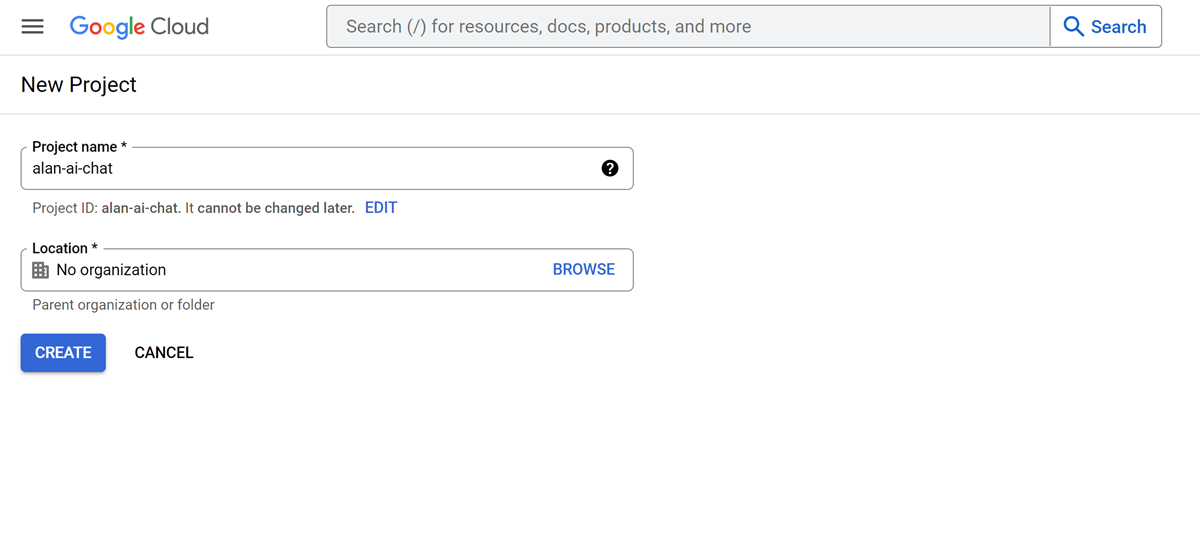 Google Cloud
Search (/) for resources, docs, products, and more
Search
New Project
Project name *
alan-ai-chat
Project ID: alan-ai-chat. It cannot be changed later. EDIT
Location *
No organization
BROWSE
Parent organization or folder
CREATE
CANCEL